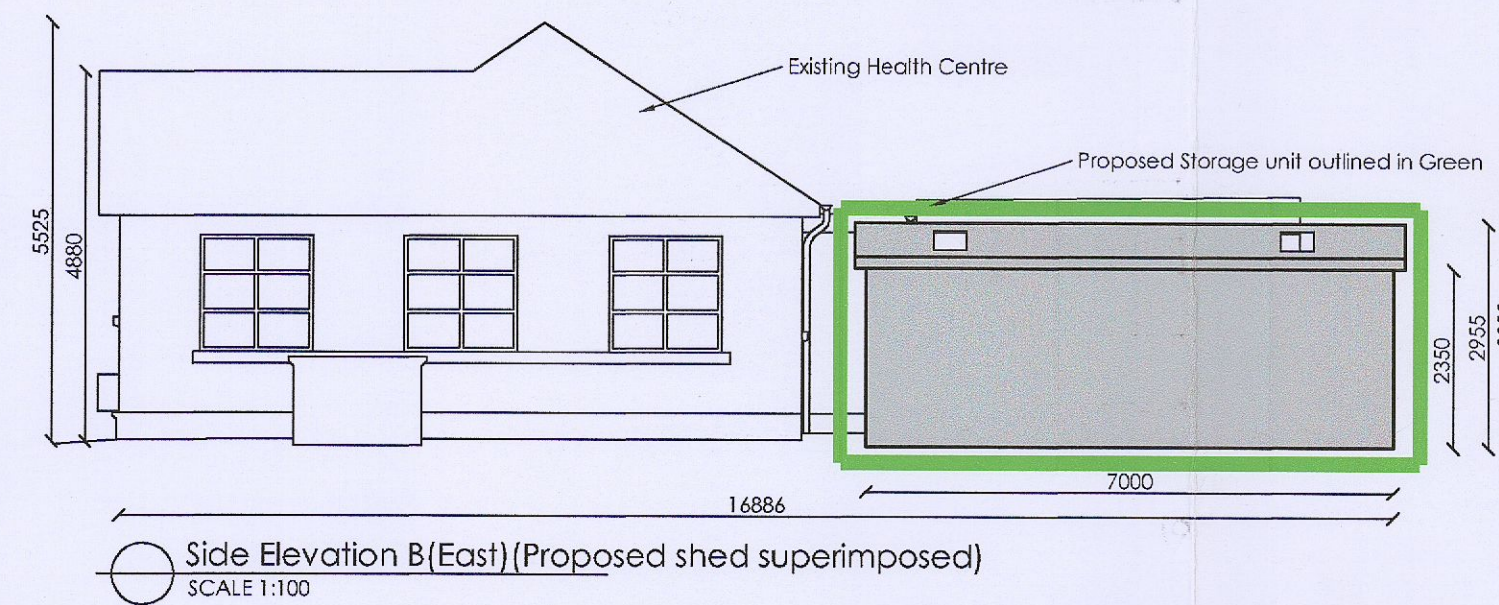 Existing Health Centre
Proposed Storage unit outlined in Green
5525
4880
2350
2955
7000
16886
Side Elevation B(East)(Proposed shed superimposed)
SCALE 1:100